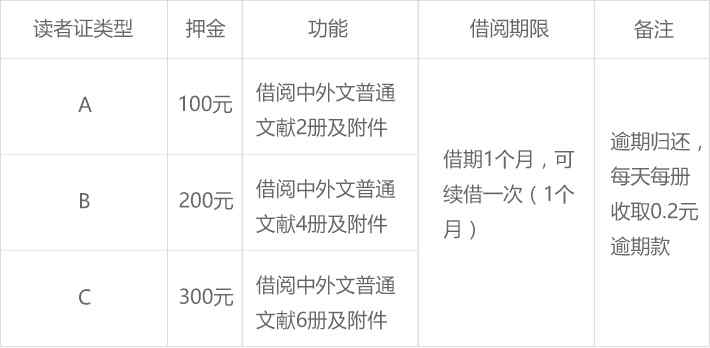 读者证类型
押金
功能
借阅期限
备注
A
100元
借阅中外文普通
文献2册及附件
借期1个月，可
续借一次（1个
月）
逾期归还，
每天每册
收取0.2元
逾期款
B
200元
借阅中外文普通
文献4册及附件
C
300元
借阅中外文普通
文献6册及附件